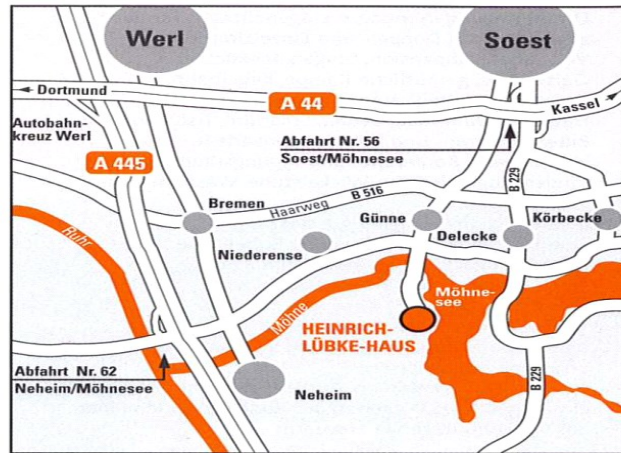 Werl
Soest
Dortmund
A 44
Kassel
Autobahn-
kreuz Werl
Abfahrt Nr. 56
Soest/Möhnesee
A 445
B 229
Bremen
Haarweg
B 516
Günne
Körbecke
Delecke
Ruhr
Niederense
Möhne-
see
Möhne
HEINRICH-
LÜBKE-HAUS
Abfahrt Nr. 62
Neheim/Möhnesee
Neheim
B 229